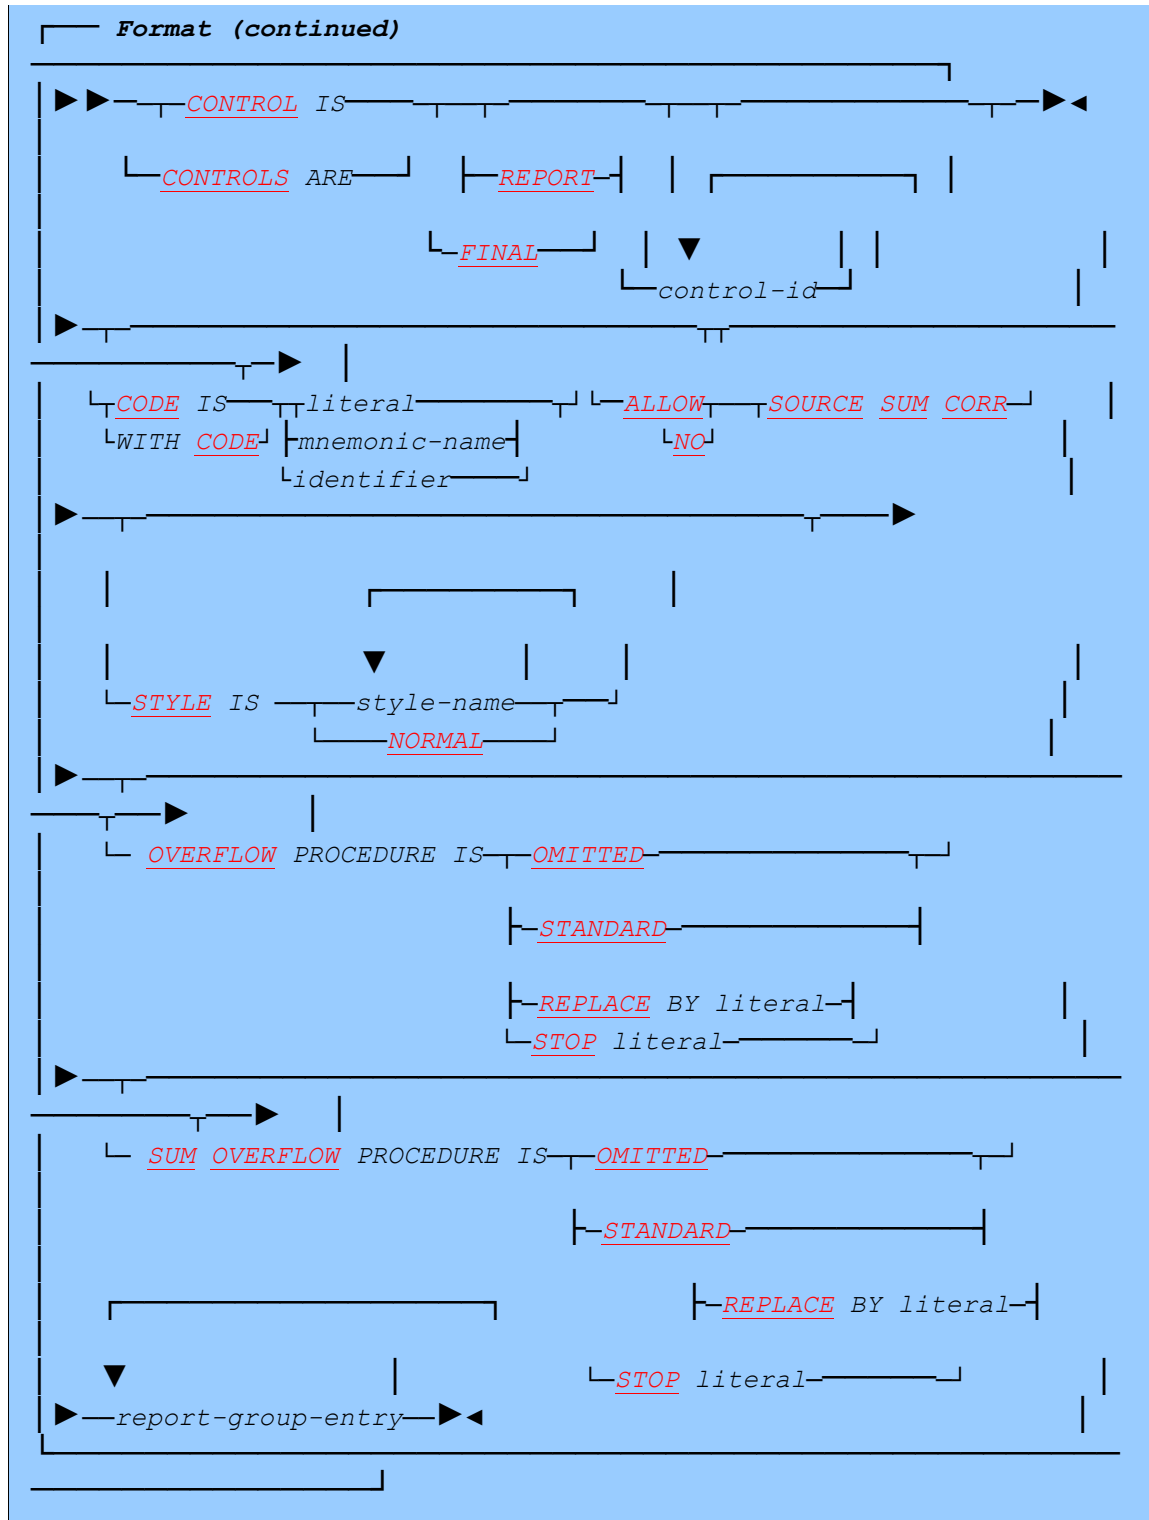 Format (continued)
CONTROL IS
CONTROLS ARE REPORT
FINAL
control-id
CODE IS literal ALLOW SOURCE SUM CORR
WITH CODE mnemonic-name NO
identifier
STYLE IS style-name
NORMAL
OVERFLOW PROCEDURE IS OMITTED
STANDARD
REPLACE BY literal
STOP literal
SUM OVERFLOW PROCEDURE IS OMITTED
STANDARD
REPLACE BY literal
STOP literal
report-group-entry